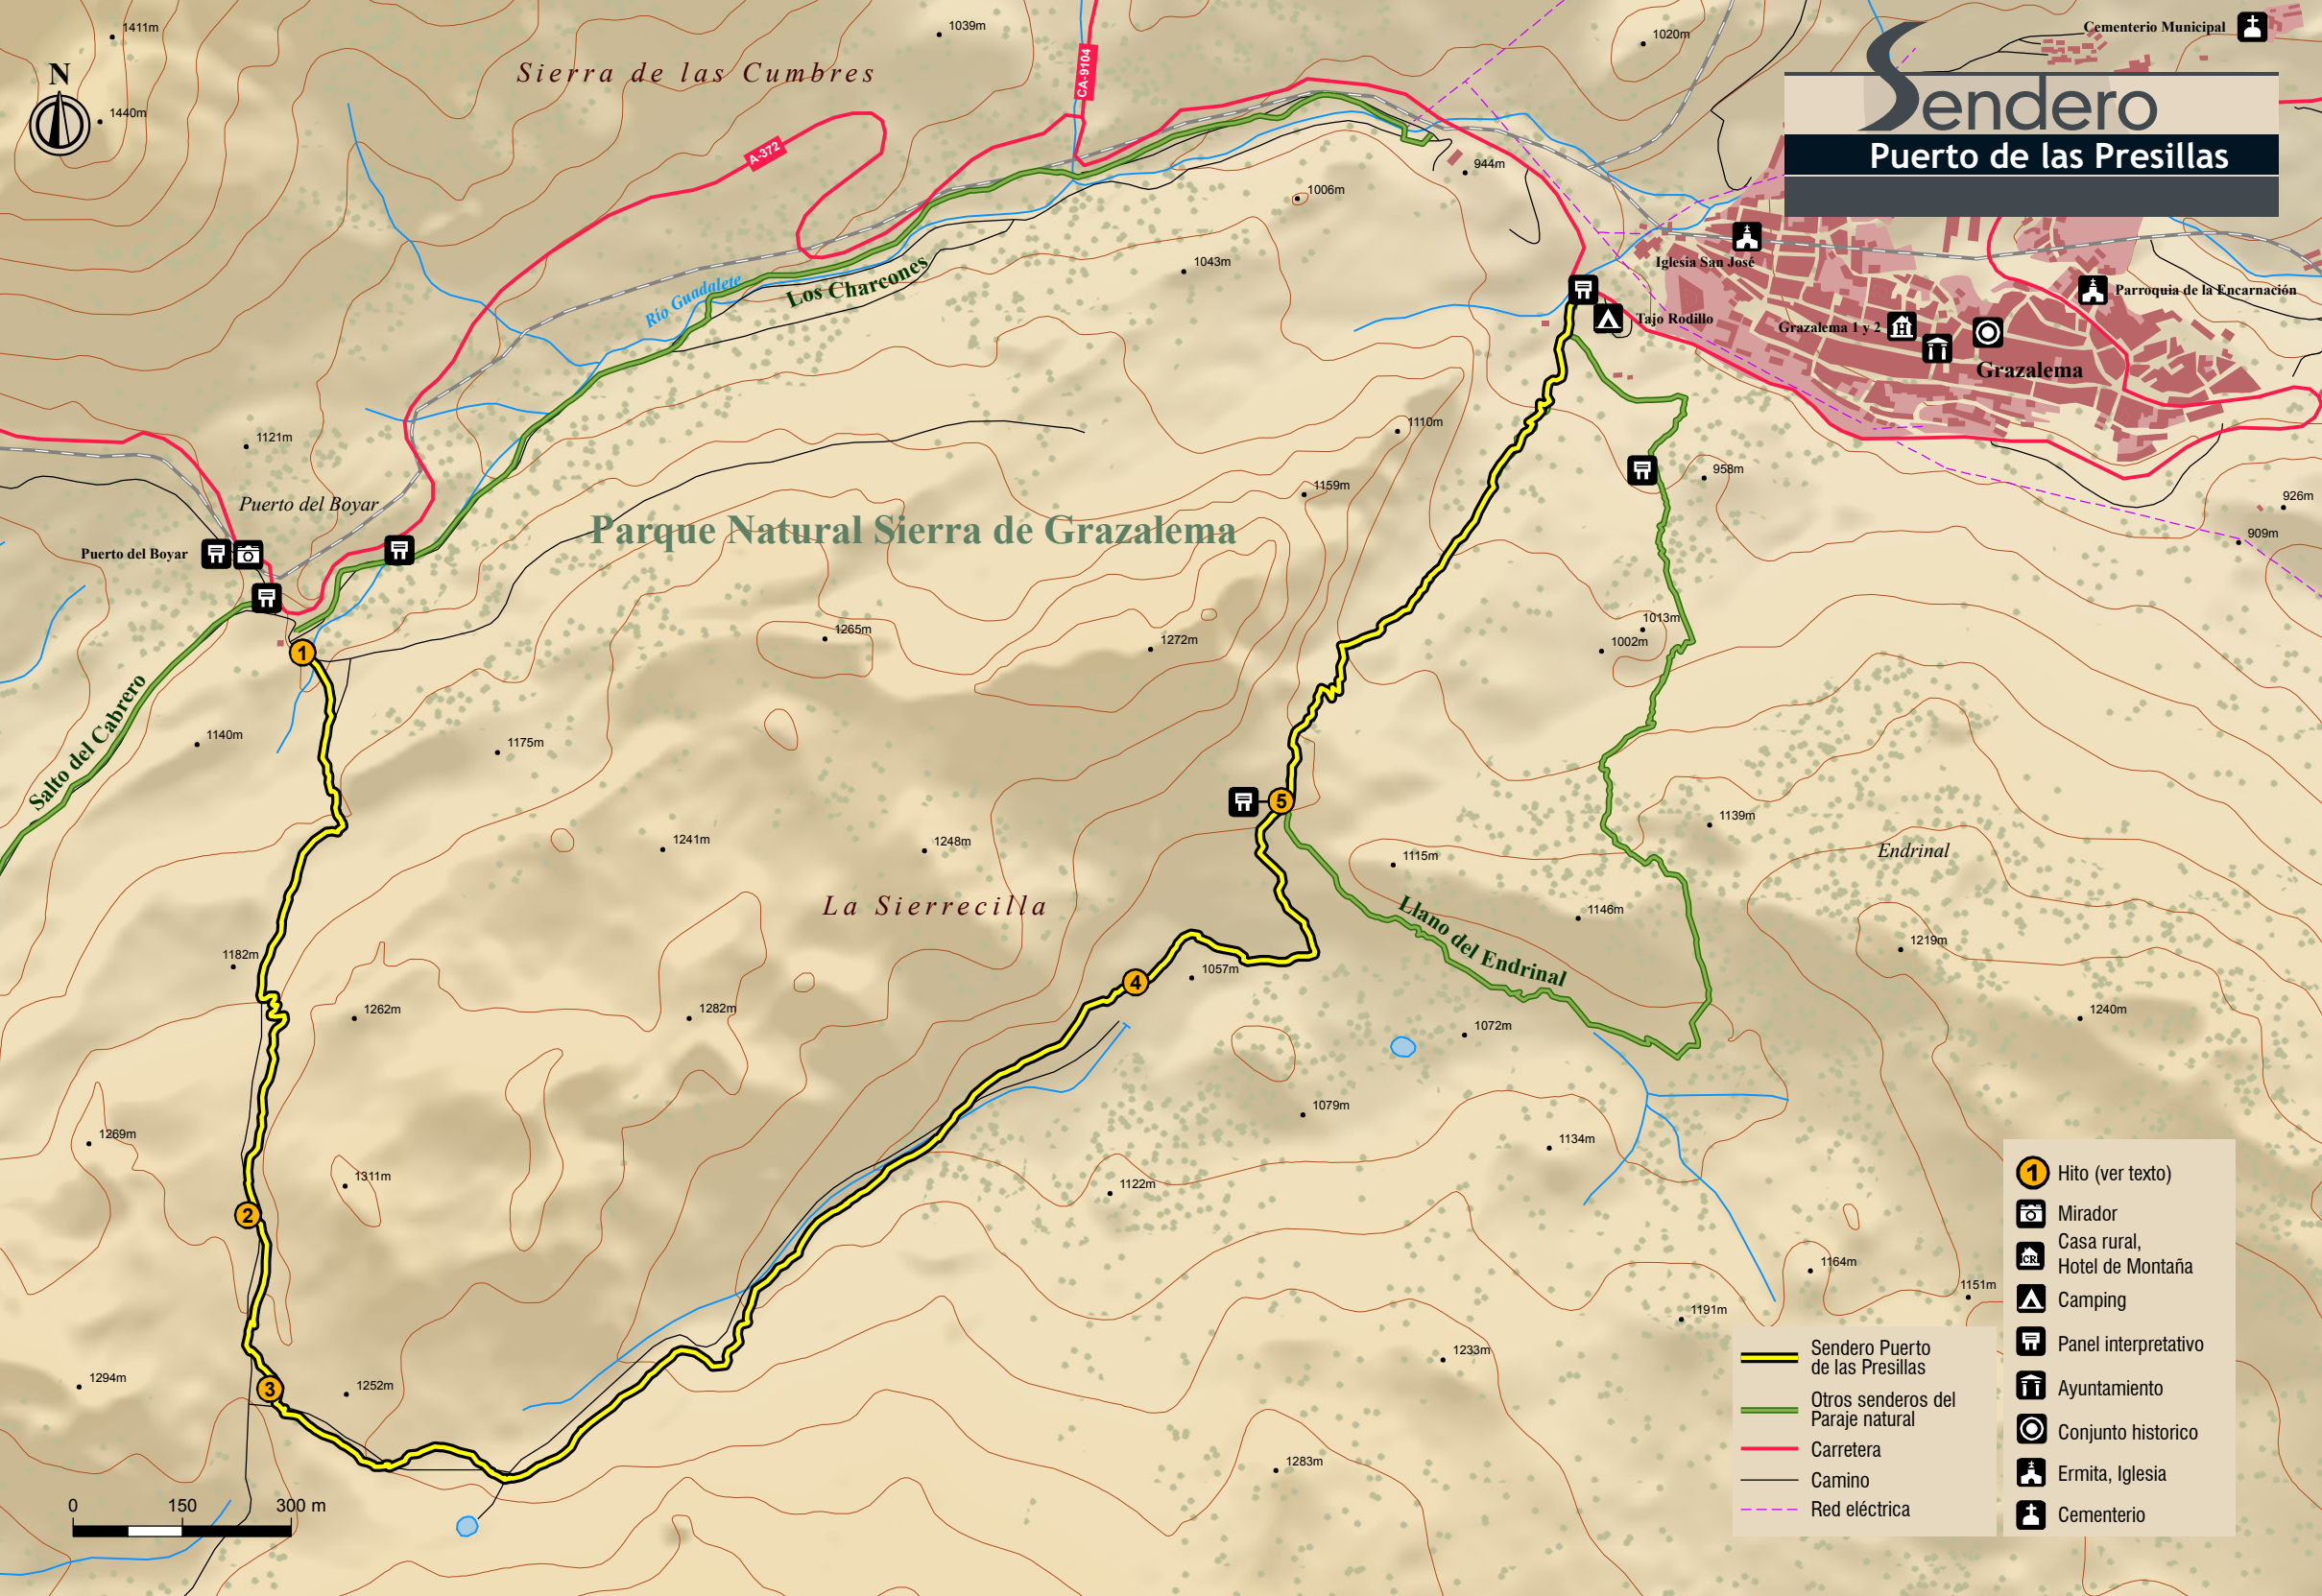 1411m
1039m
1020m
Cementerio Municipal
Sierra de las Cumbres
N
CA-9104
1440m
Sendero
A-372
Puerto de las Presillas
944m
1006m
Iglesia San José
1043m
Río Guadalete
Los Charcones
Parroquia de la Encarnación
Tajo Rodillo
Grazalema 1 y 2
H
Grazalema
1110m
1121m
958m
1159m
926m
Puerto del Boyar
Parque Natural Sierra de Grazalema
909m
Puerto del Boyar
1013m
1265m
1272m
1002m
1
Salto del Cabrero
1140m
1175m
5
1139m
1241m
1248m
1115m
Endrinal
La Sierrecilla
1146m
Llano del Endrinal
1219m
1182m
1057m
4
1262m
1282m
1240m
1072m
1079m
1269m
1134m
1311m
1122m
2
1164m
1151m
1191m
1233m
1294m
3
1252m
1283m
0 150 300 m
1 Hito (ver texto)
Mirador
CR Casa rural,
Hotel de Montaña
Camping
Panel interpretativo
Ayuntamiento
Conjunto historico
Ermita, Iglesia
Cementerio
Sendero Puerto
de las Presillas
Otros senderos del
Paraje natural
Carretera
Camino
Red eléctrica